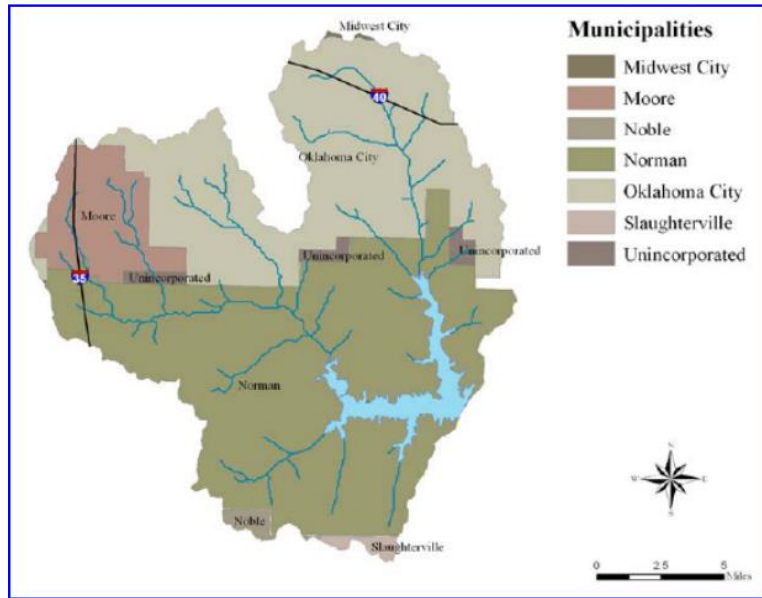 Midwest City
Municipalities
Midwest City
Moore
Noble
Norman
Oklahoma City
Slaughterville
Unincorporated
40
Oklahoma City
Moore
Unincorporated
Unincorporated
Unincorporated
35
Norman
Noble
Slaughterville
N
W
E
S
0 2.5 5
Miles